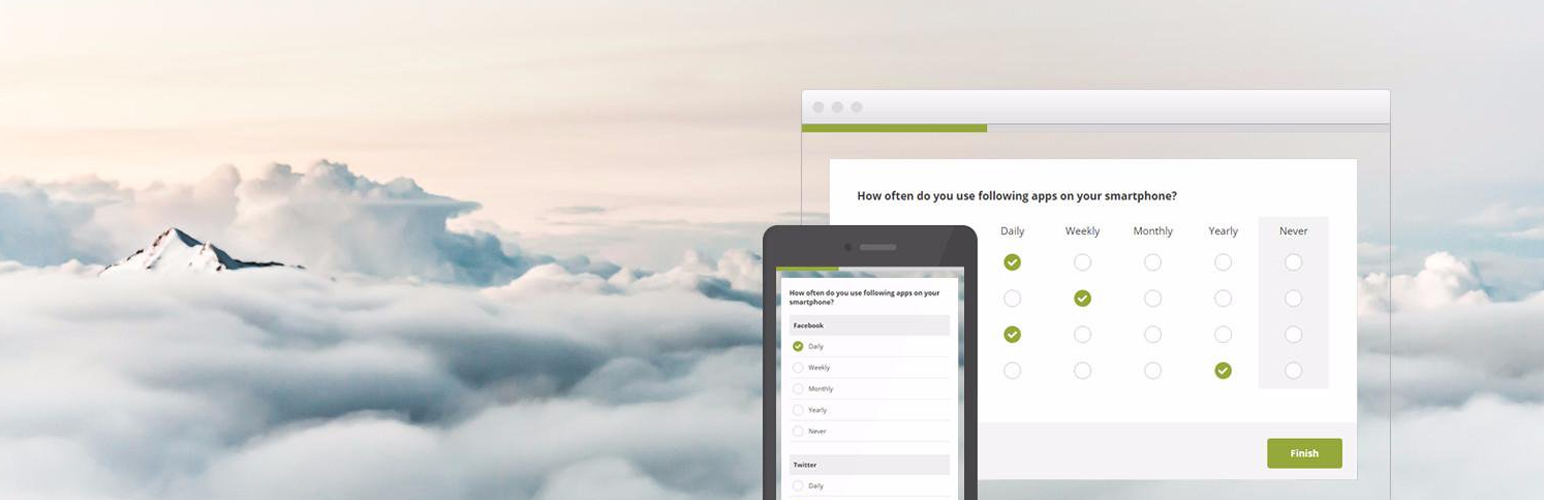 How often do you use following apps on your smartphone?
Daily Weekly Monthly Yearly Never
Finish
How often do you use following apps on your
smartphone?
Facebook
Daily
Weekly
Monthly
Yearly
Never
Twitter
Daily